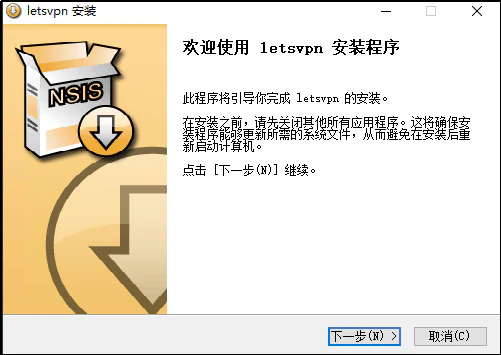 letsvpn 安装
欢迎使用 letsvpn 安装程序
NSIS
此程序将引导你完成 letsvpn 的安装。
在安装之前，请先关闭其他所有应用程序。这将确保安
装程序能够更新所需的系统文件，从而避免在安装后重
新启动计算机。
点击 [下一步(N)] 继续。
下一步(N) >
取消(C)